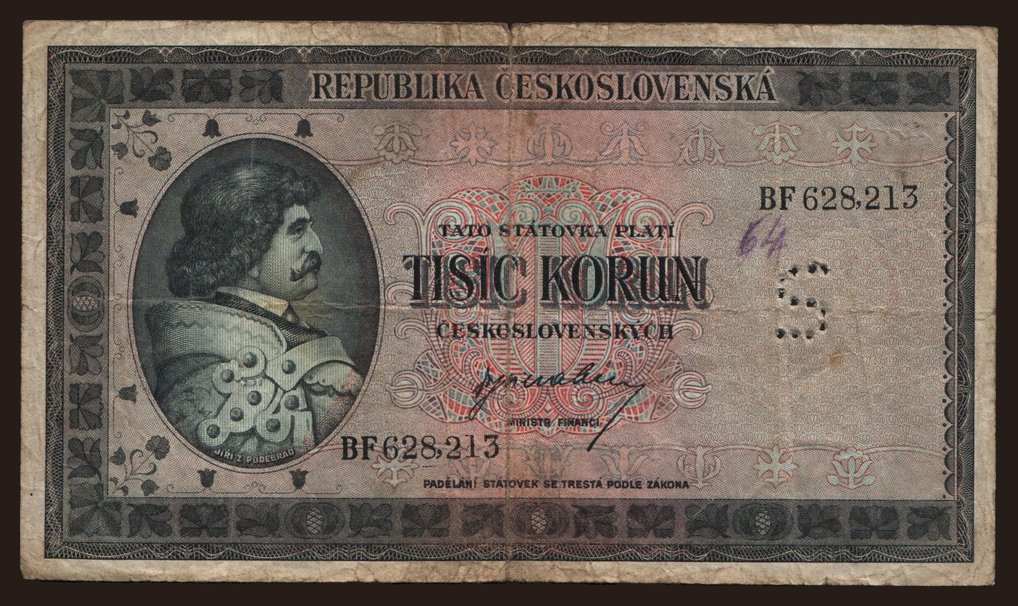 REPUBLIKA ČESKOSLOVENSKÁ
BF 628,213
64
TATO STÁTOVKA PLATÍ
TISÍC KORUN
S
ČESKOSLOVENSKÝCH
MINISTR FINANCÍ
BF 628,213
JIŘÍ Z PODĚBRAD
PADĚLÁNÍ STÁTOVEK SE TRESTÁ PODLE ZÁKONA